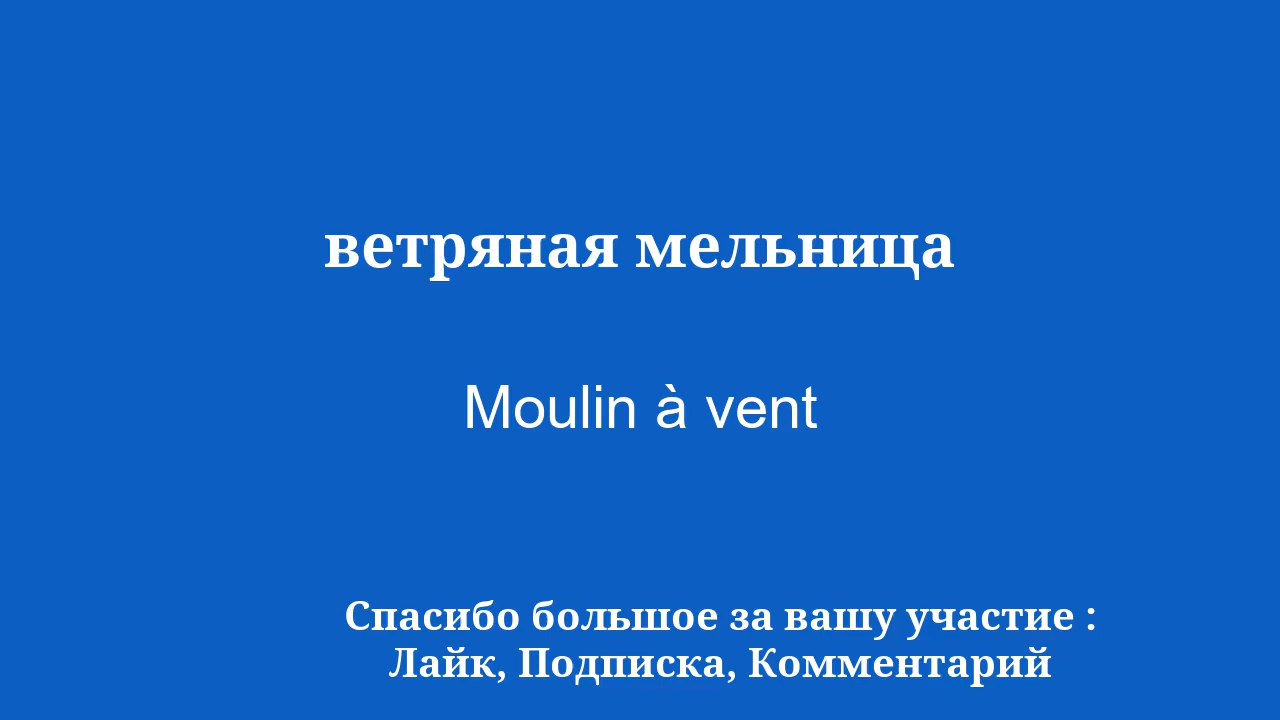 ветряная мельница
Moulin à vent
Спасибо большое за вашу участие :
Лайк, Подписка, Комментарий